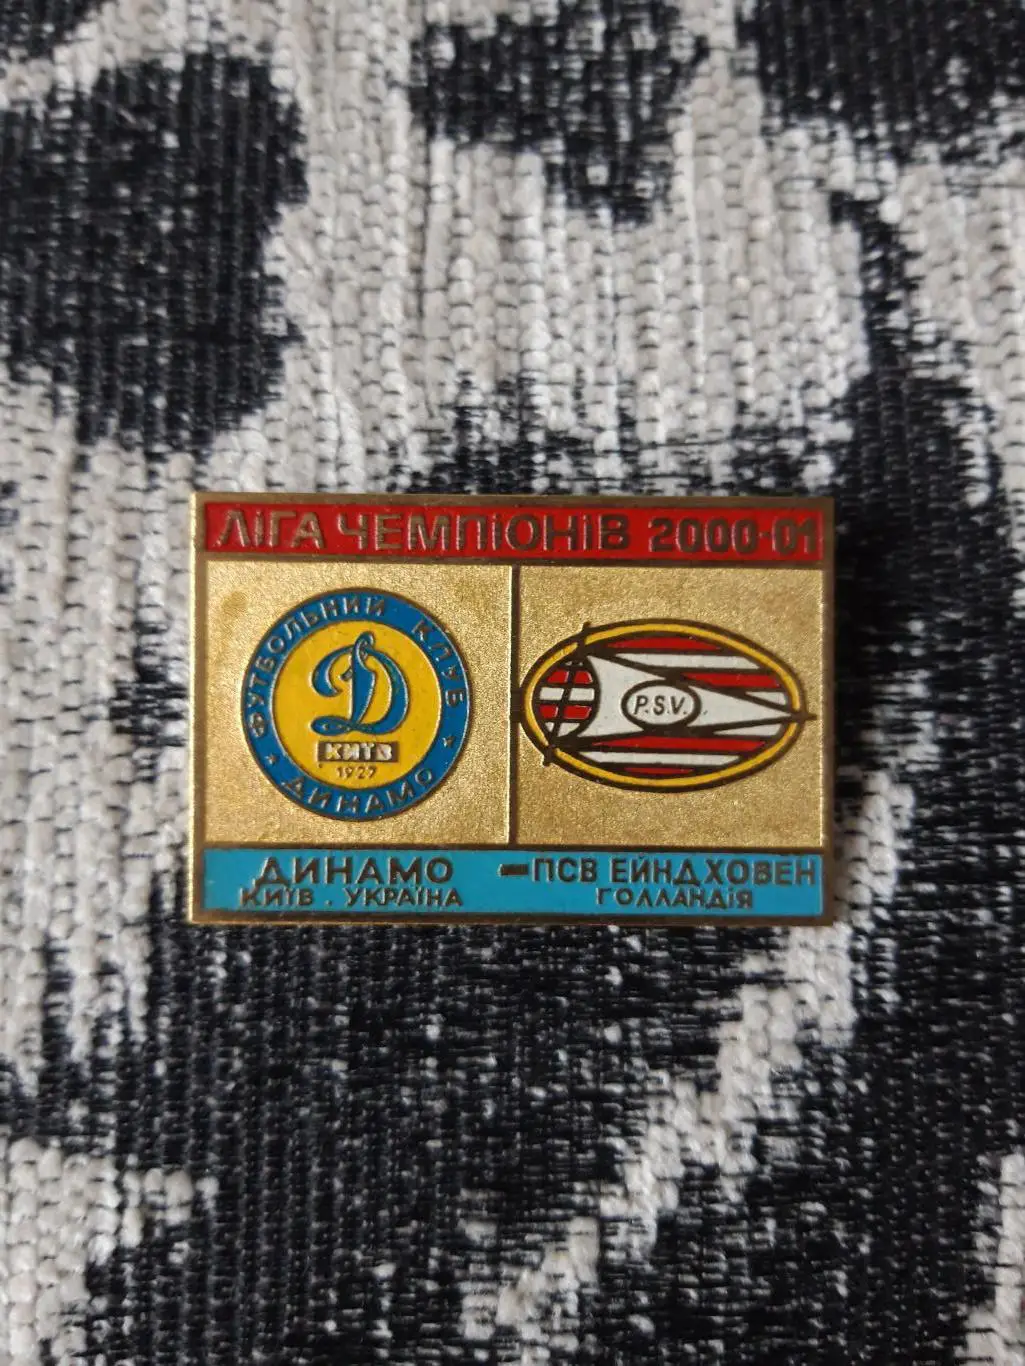 ЛіГА ЧЕМПіОНіВ 2000-01
ФУТБОЛЬНИЙ КЛУБ
КИЇВ
1927
ДИНАМО
P.S.V.
ДИНАМО -ПСВ ЕЙНДХОВЕН
КИЇВ . УКРАЇНА ГОЛЛАНДіЯ